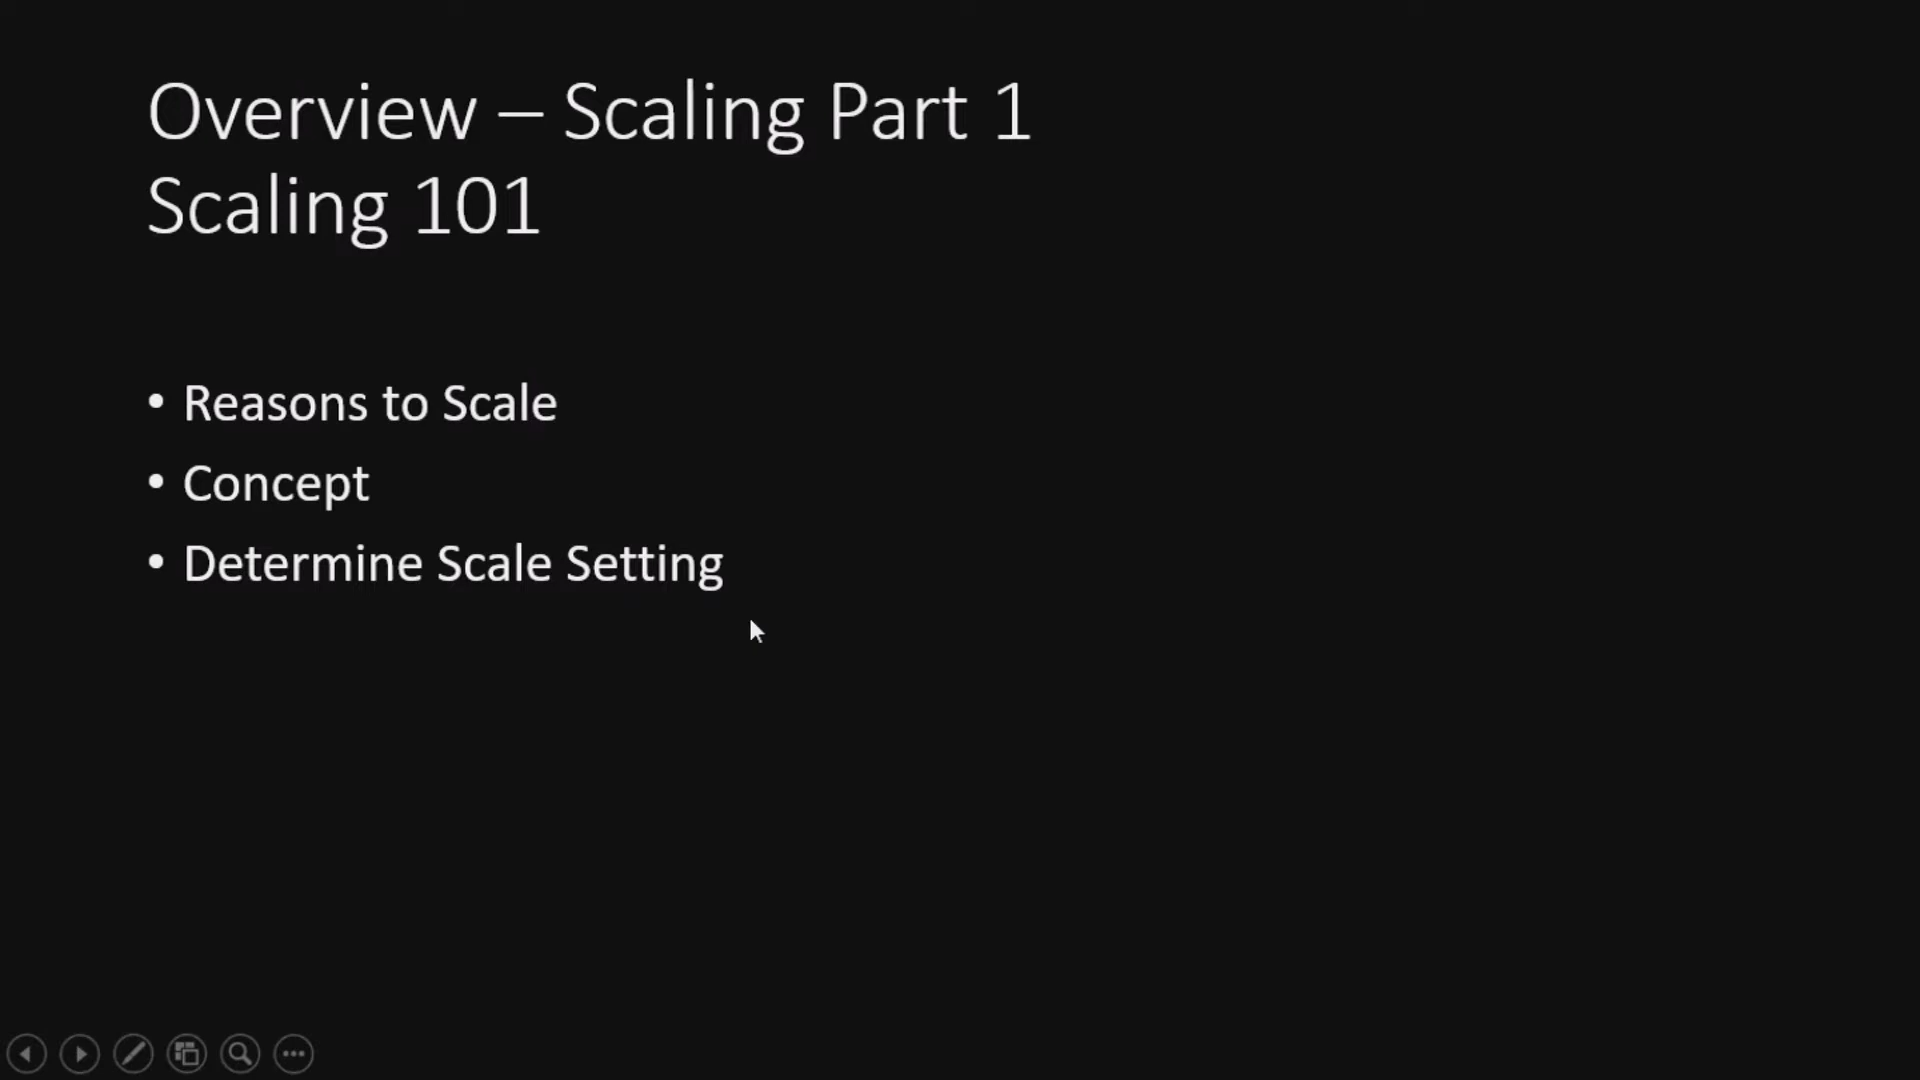 Overview – Scaling Part 1
Scaling 101
• Reasons to Scale
• Concept
• Determine Scale Setting